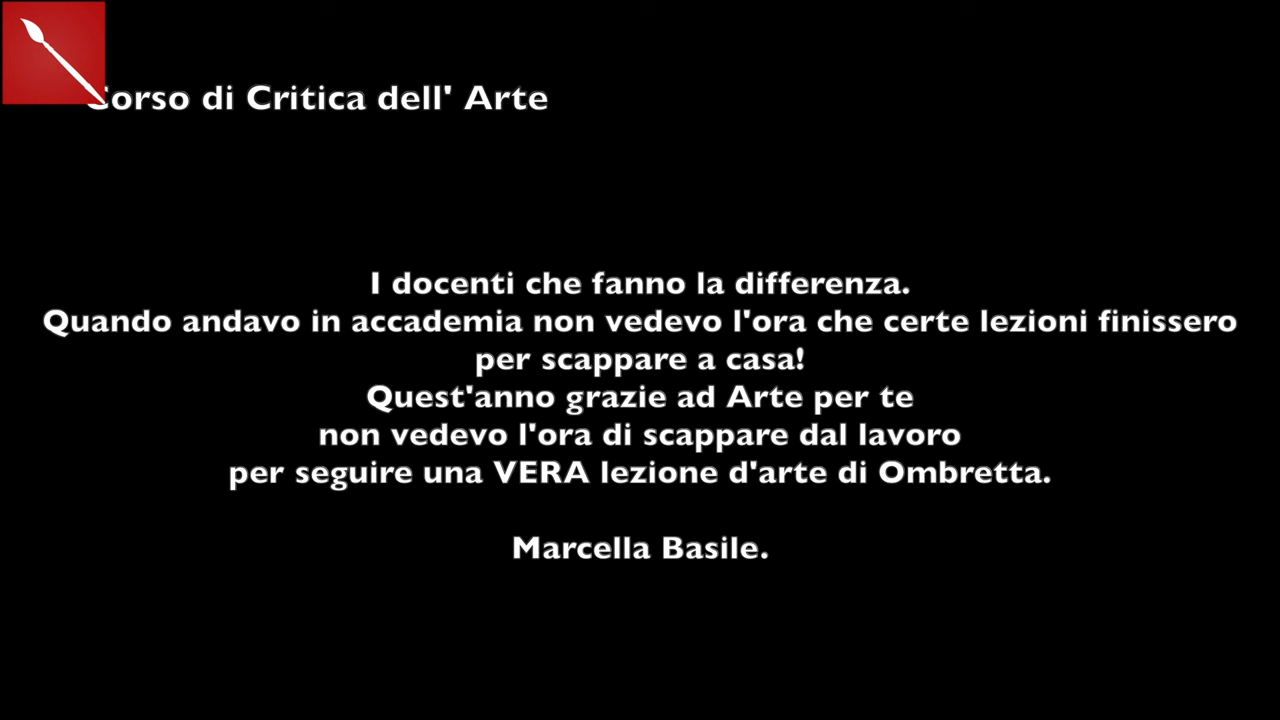 Corso di Critica dell' Arte
I docenti che fanno la differenza.
Quando andavo in accademia non vedevo l'ora che certe lezioni finissero
per scappare a casa!
Quest'anno grazie ad Arte per te
non vedevo l'ora di scappare dal lavoro
per seguire una VERA lezione d'arte di Ombretta.
Marcella Basile.